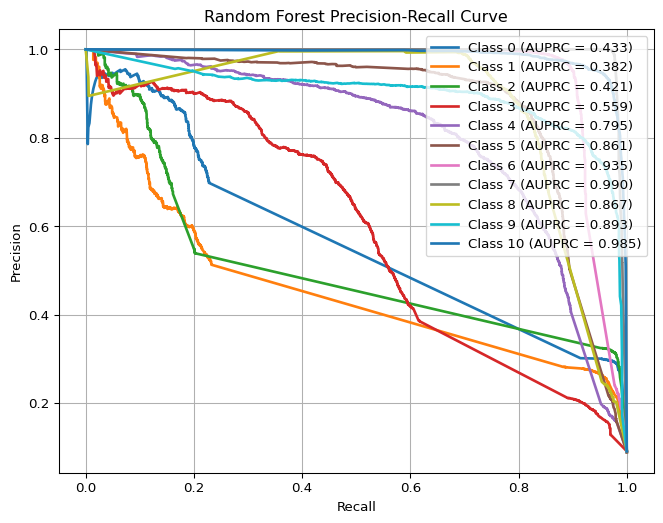 Random Forest Precision-Recall Curve
Class 0 (AUPRC = 0.433)
Class 1 (AUPRC = 0.382)
Class 2 (AUPRC = 0.421)
Class 3 (AUPRC = 0.559)
Class 4 (AUPRC = 0.795)
Class 5 (AUPRC = 0.861)
Class 6 (AUPRC = 0.933)
Class 7 (AUPRC = 0.990)
Class 8 (AUPRC = 0.867)
Class 9 (AUPRC = 0.893)
Class 10 (AUPRC = 0.985)
Precision
1.0
0.8
0.6
0.4
0.2
0.0 0.2 0.4 0.6 0.8 1.0
Recall